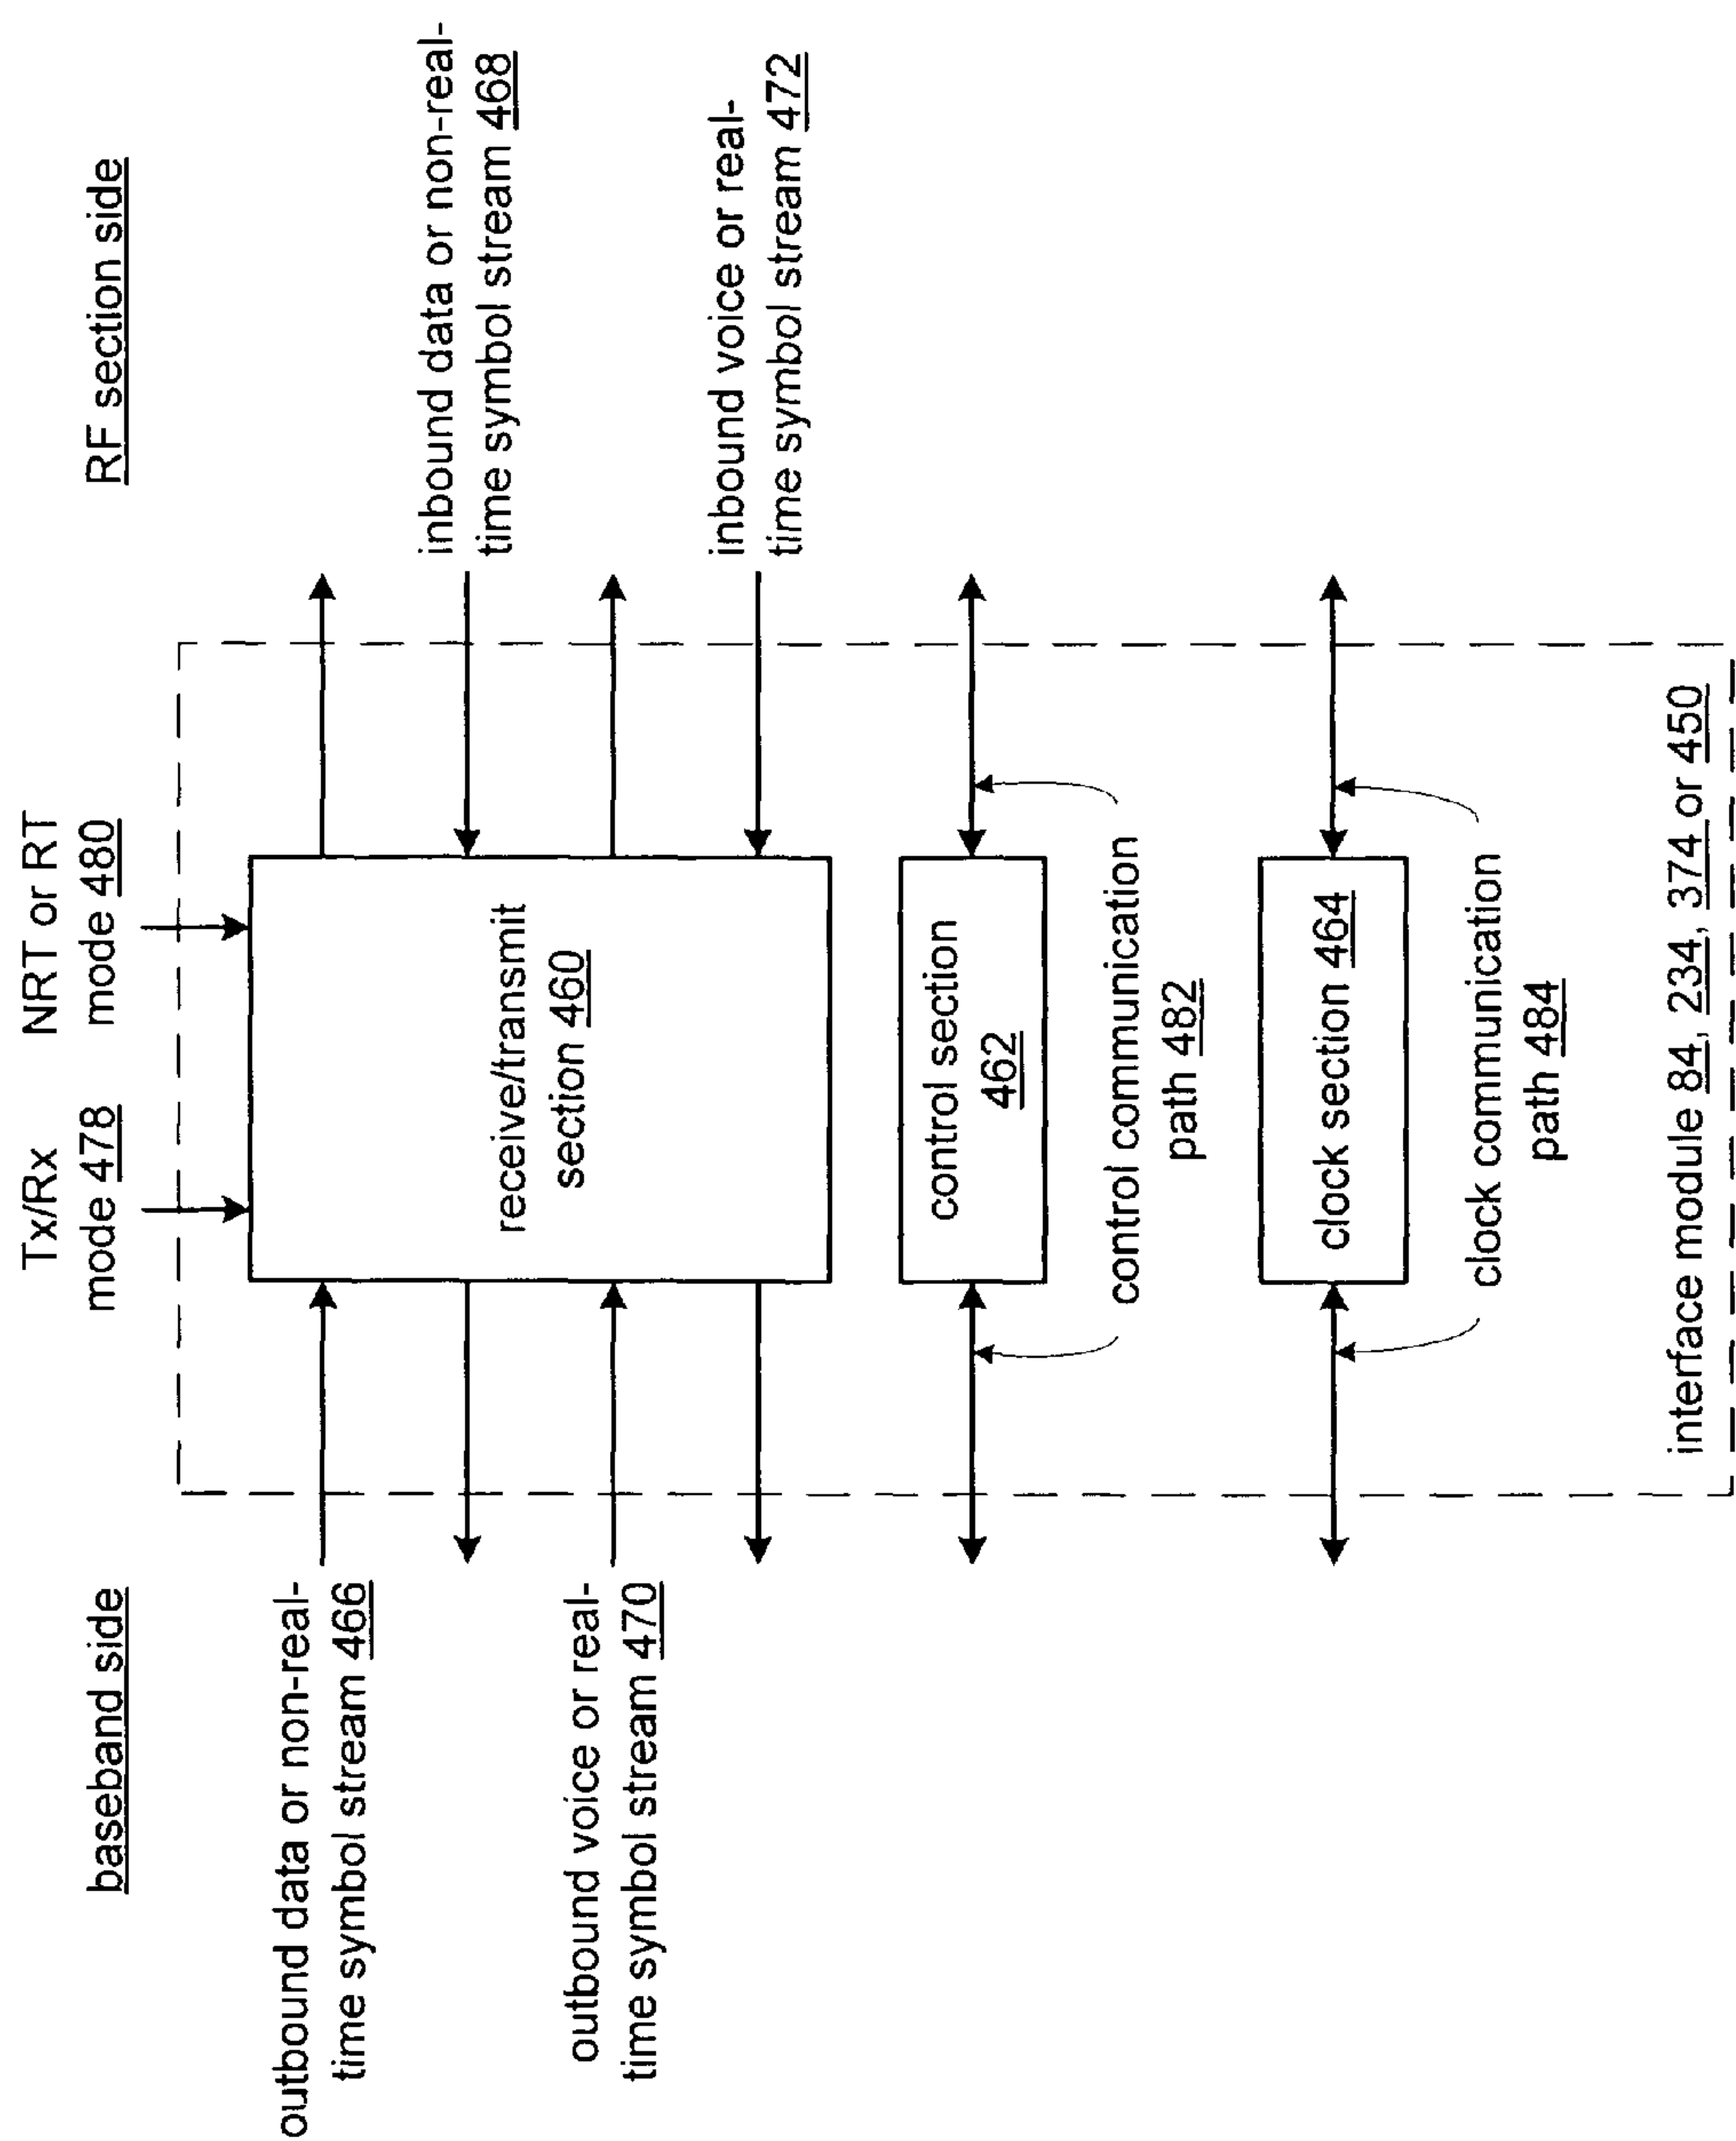 baseband side
RF section side
Tx/Rx
mode 478
NRT or RT
mode 480
outbound data or non-real-
time symbol stream 466
inbound data or non-real-
time symbol stream 468
receive/transmit
section 460
outbound voice or real-
time symbol stream 470
inbound voice or real-
time symbol stream 472
control section
462
control communication
path 482
clock section 464
clock communication
path 484
interface module 84, 234, 374 or 450